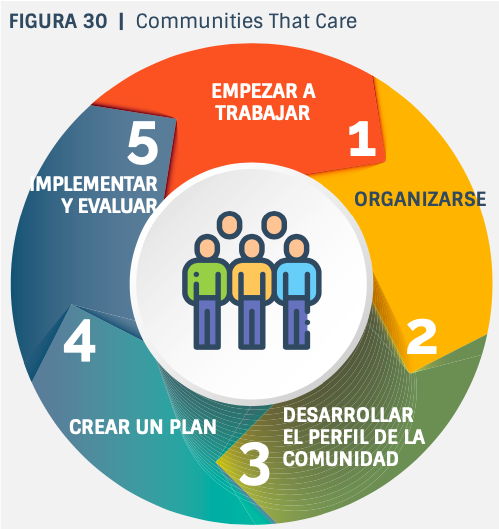 FIGURA 30 | Communities That Care
EMPEZAR A
TRABAJAR
1
ORGANIZARSE
2
DESARROLLAR
EL PERFIL DE LA
COMUNIDAD
3
CREAR UN PLAN
4
IMPLEMENTAR
Y EVALUAR
5